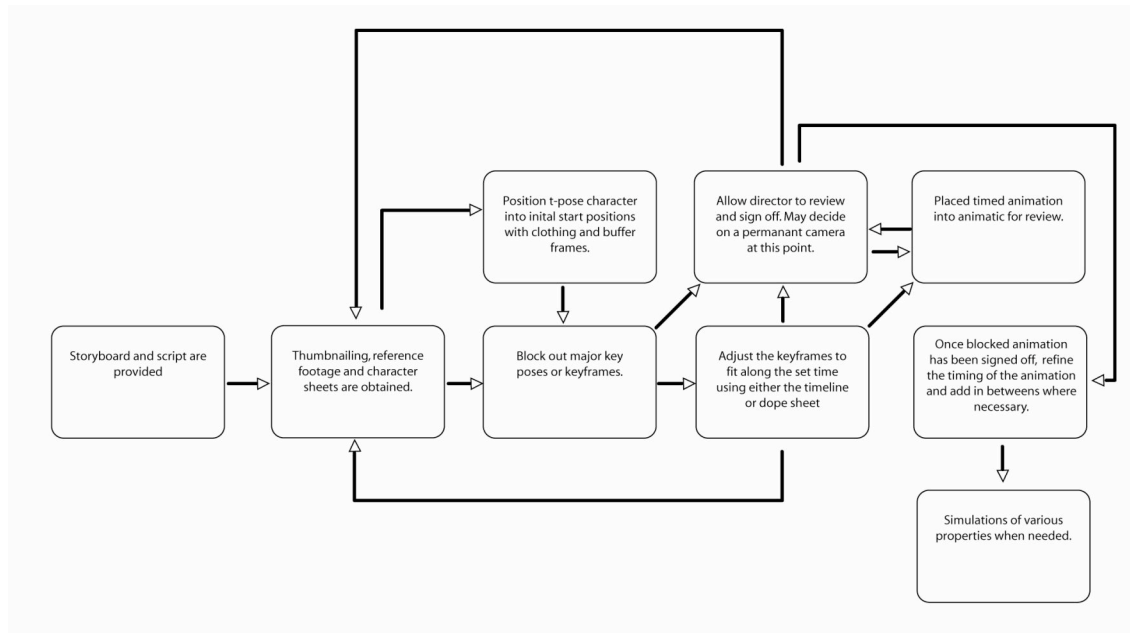 Position t-pose character
into inital start positions
with clothing and buffer
frames.
Allow director to review
and sign off. May decide
on a permanant camera
at this point.
Placed timed animation
into animatic for review.
Storyboard and script are
provided
Thumbnailing, reference
footage and character
sheets are obtained.
Block out major key
poses or keyframes.
Adjust the keyframes to
fit along the set time
using either the timeline
or dope sheet
Once blocked animation
has been signed off, refine
the timing of the animation
and add in betweens where
necessary.
Simulations of various
properties when needed.